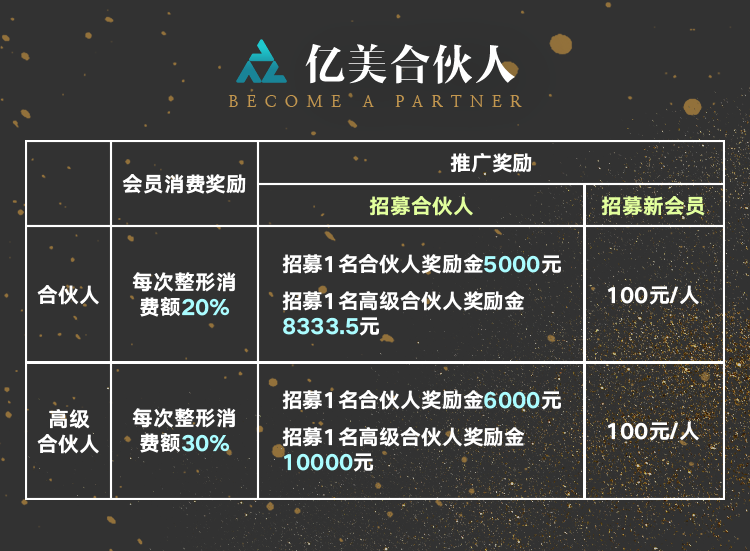 亿美合伙人
BECOME A PARTNER
会员消费奖励
推广奖励
招募合伙人
招募新会员
合伙人
每次整形消
费额20%
招募1名合伙人奖励金5000元
招募1名高级合伙人奖励金
8333.5元
100元/人
高级
合伙人
每次整形消
费额30%
招募1名合伙人奖励金6000元
招募1名高级合伙人奖励金
10000元
100元/人